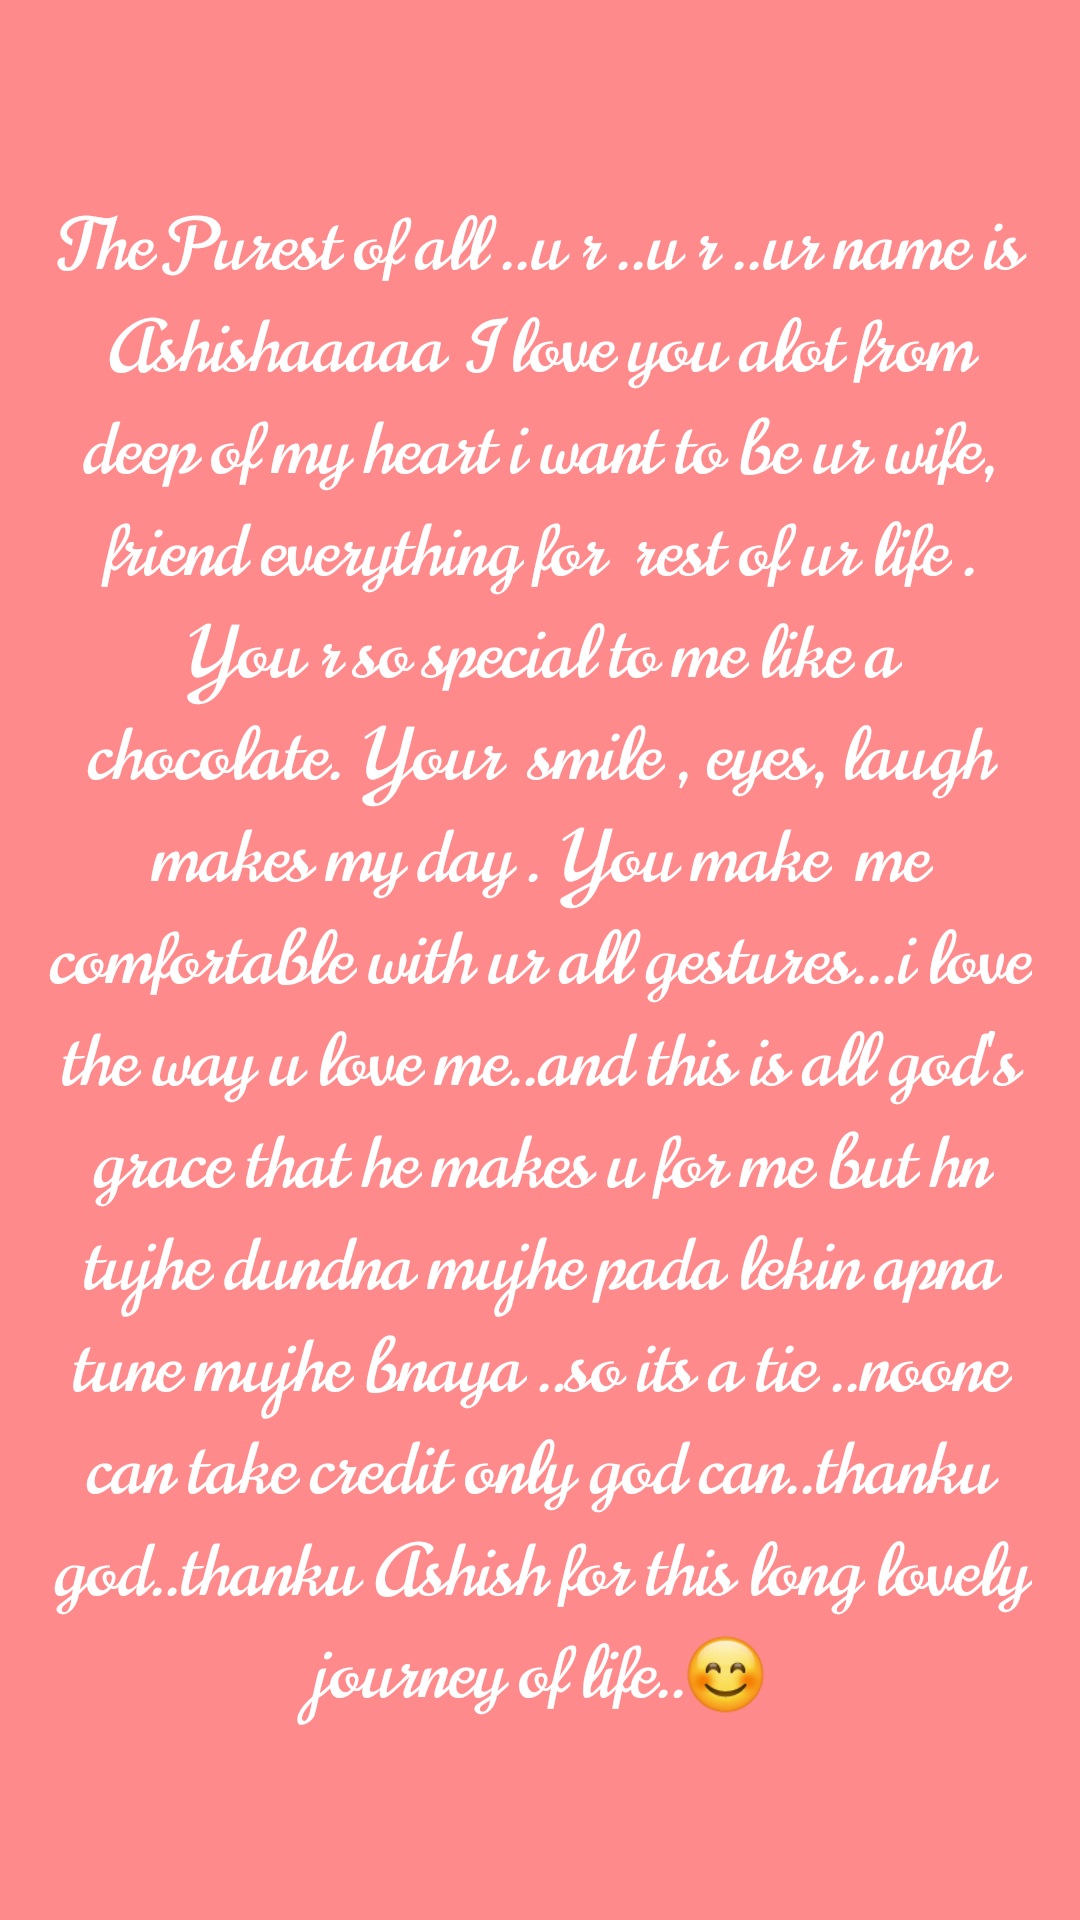 The Purest of all ..u r ..u r ..ur name is
Ashishaaaaa I love you alot from
deep of my heart i want to be ur wife,
friend everything for rest of ur life .
You r so special to me like a
chocolate. Your smile , eyes, laugh
makes my day . You make me
comfortable with ur all gestures...i love
the way u love me..and this is all god's
grace that he makes u for me but hn
tujhe dundna mujhe pada lekin apna
tune mujhe bnaya ..so its a tie ..noone
can take credit only god can..thanku
god..thanku Ashish for this long lovely
journey of life..😊